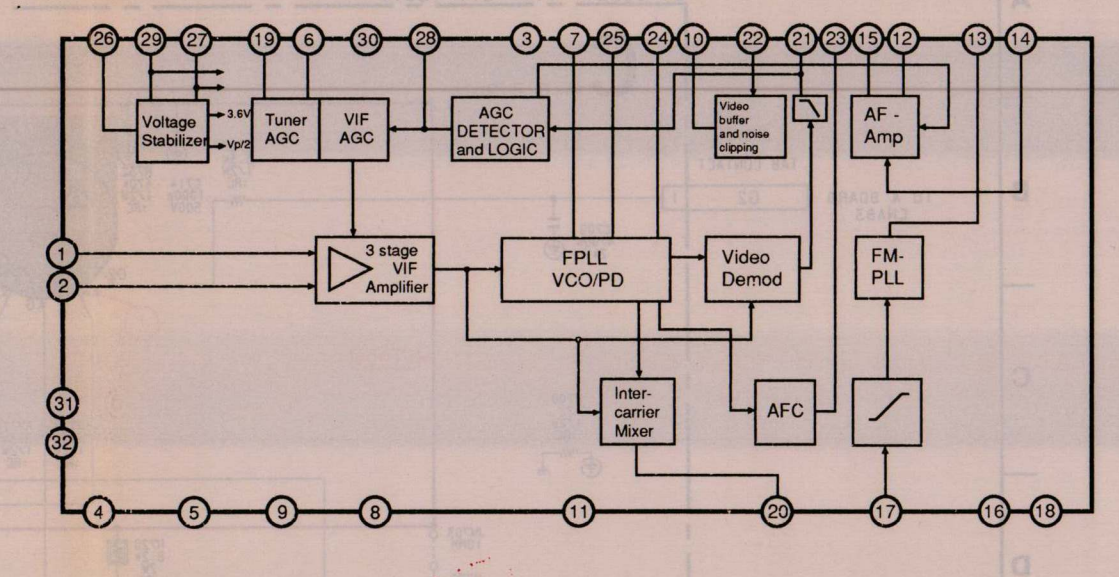 26 29 27 19 6 30 28 3 7 25 24 10 22 21 23 15 12 13 14
Voltage
Stabilizer
3.6V
Vp/2
Tuner
AGC
VIF
AGC
AGC
DETECTOR
and LOGIC
Video
buffer
and noise
clipping
AF -
Amp
1
2
3 stage
VIF
Amplifier
FPLL
VCO/PD
Video
Demod
FM-
PLL
31
32
Inter-
carrier
Mixer
AFC
4 5 9 8 11 20 17 16 18